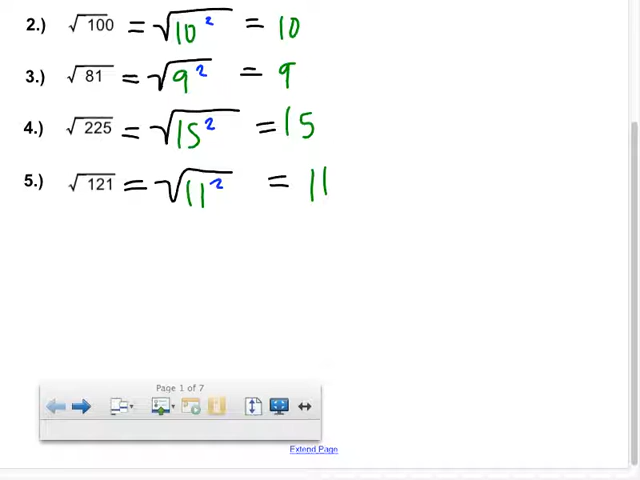 2.) √100 = √10² = 10
3.) √81 = √9² = 9
4.) √225 = √15² = 15
5.) √121 = √11² = 11
Page 1 of 7
Extend Page